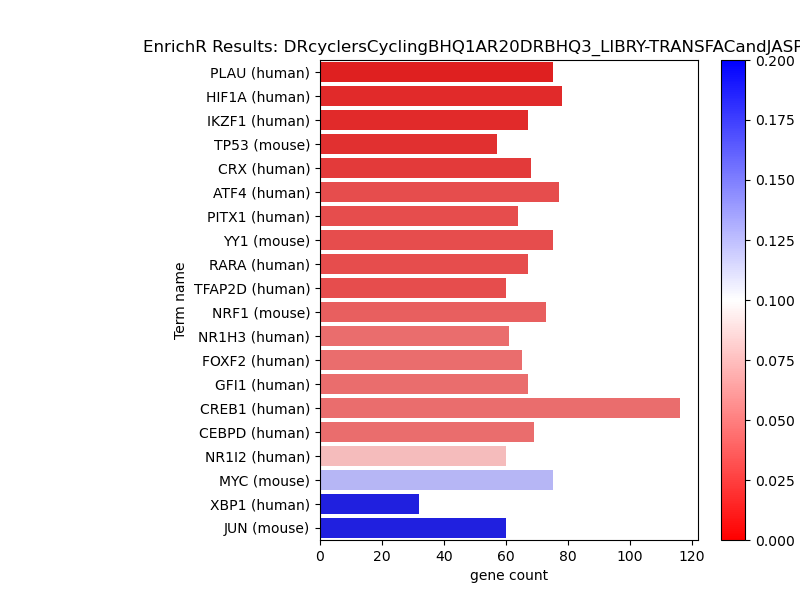 EnrichR Results: DRcyclersCyclingBHQ1AR20DRBHQ3_LIBRY-TRANSFACandJASP
PLAU (human)
HIF1A (human)
IKZF1 (human)
TP53 (mouse)
CRX (human)
ATF4 (human)
PITX1 (human)
YY1 (mouse)
RARA (human)
TFAP2D (human)
NRF1 (mouse)
NR1H3 (human)
FOXF2 (human)
GFI1 (human)
CREB1 (human)
CEBPD (human)
NR1I2 (human)
MYC (mouse)
XBP1 (human)
JUN (mouse)
Term name
0 20 40 60 80 100 120
gene count
0.200
0.175
0.150
0.125
0.100
0.075
0.050
0.025
0.000